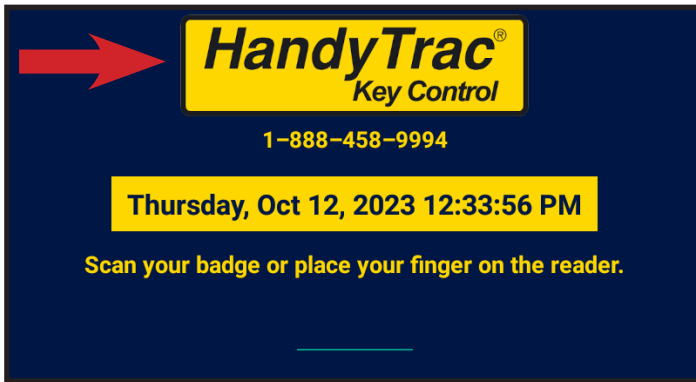 HandyTrac®
Key Control
1-888-458-9994
Thursday, Oct 12, 2023 12:33:56 PM
Scan your badge or place your finger on the reader.